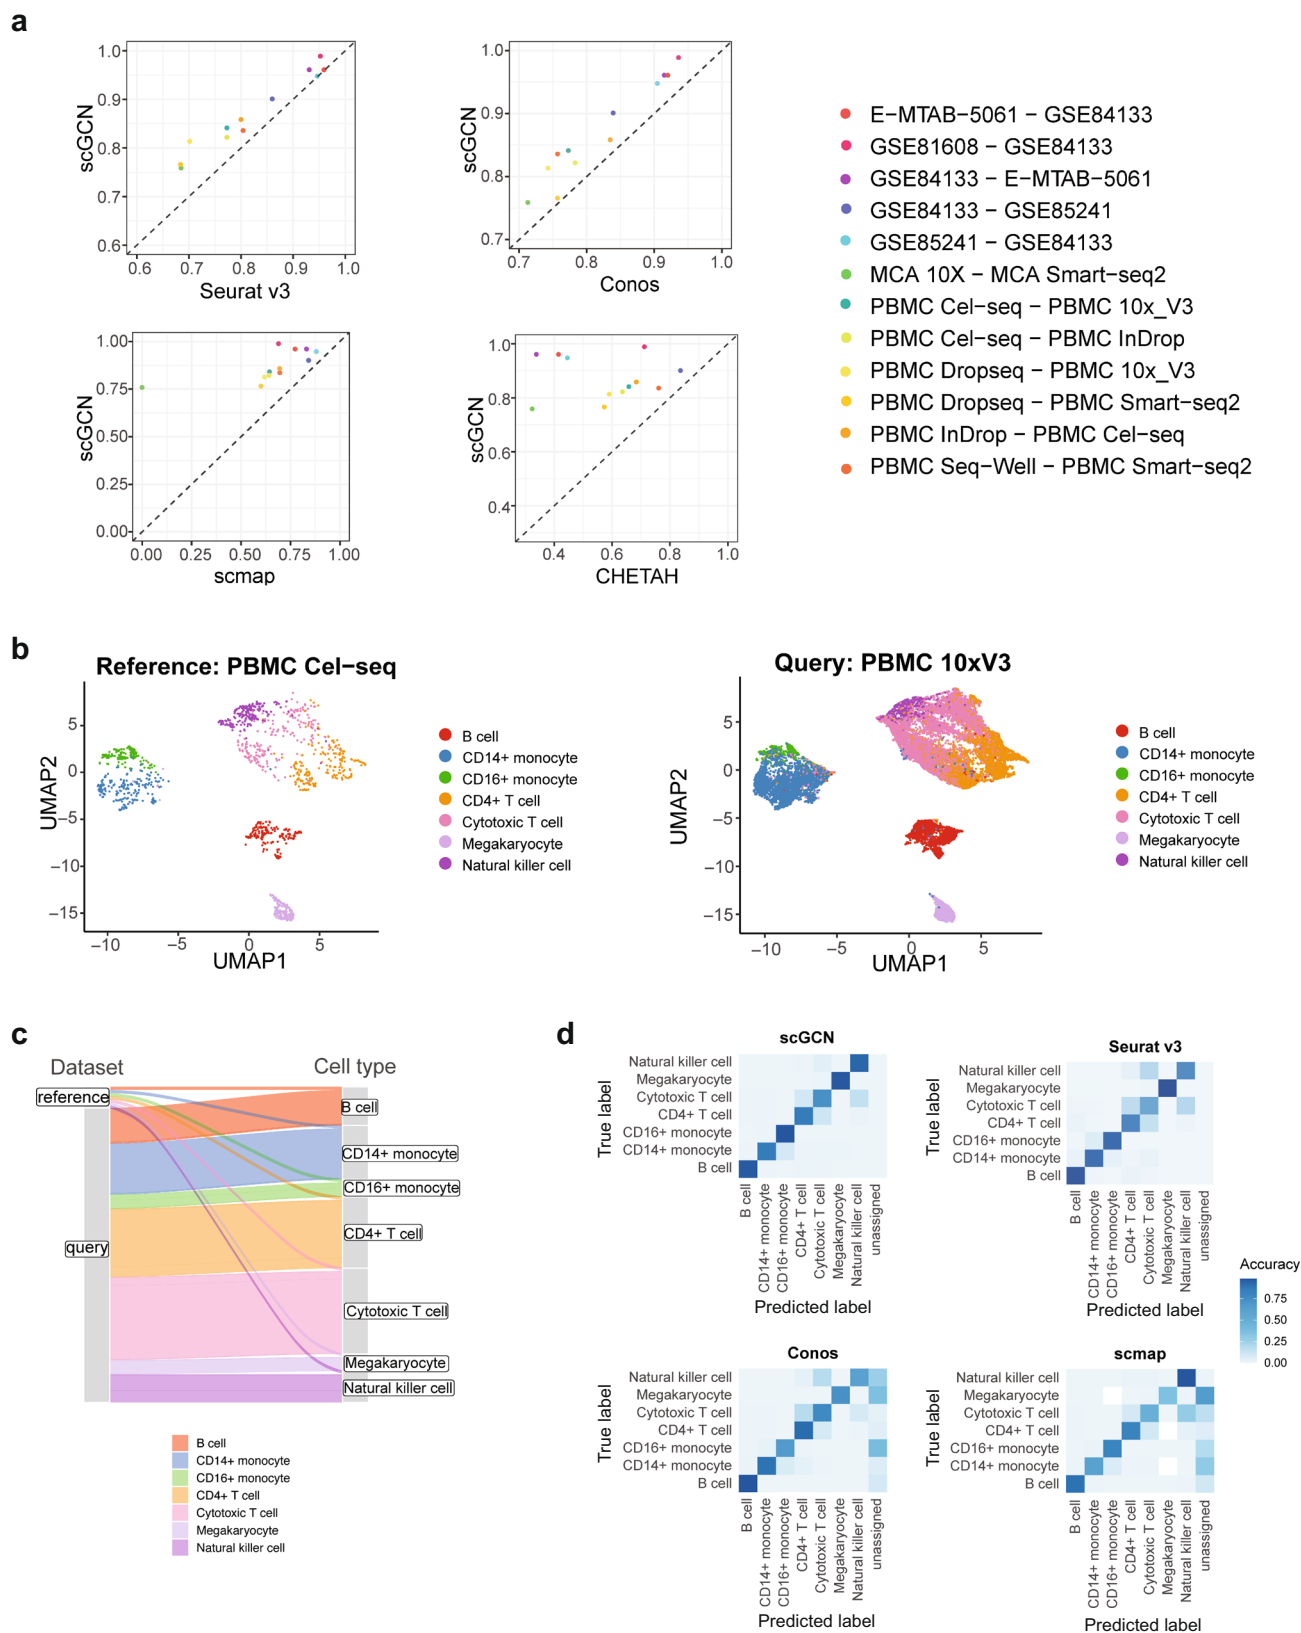 a
1.0
0.9
0.8
0.7
0.6
scGCN
0.6 0.7 0.8 0.9 1.0
Seurat v3
1.0
0.9
0.8
0.7
scGCN
0.7 0.8 0.9 1.0
Conos
1.00
0.75
0.50
0.25
0.00
scGCN
0.00 0.25 0.50 0.75 1.00
scmap
1.0
0.8
0.6
0.4
scGCN
0.4 0.6 0.8 1.0
CHETAH
E−MTAB−5061 − GSE84133
GSE81608 − GSE84133
GSE84133 − E−MTAB−5061
GSE84133 − GSE85241
GSE85241 − GSE84133
MCA 10X − MCA Smart−seq2
PBMC Cel−seq − PBMC 10x_V3
PBMC Cel−seq − PBMC InDrop
PBMC Dropseq − PBMC 10x_V3
PBMC Dropseq − PBMC Smart−seq2
PBMC InDrop − PBMC Cel−seq
PBMC Seq−Well − PBMC Smart−seq2
b
Reference: PBMC Cel−seq
5
0
−5
−10
−15
UMAP2
−10 −5 0 5
UMAP1
B cell
CD14+ monocyte
CD16+ monocyte
CD4+ T cell
Cytotoxic T cell
Megakaryocyte
Natural killer cell
Query: PBMC 10xV3
5
0
−5
−10
−15
UMAP2
−10 −5 0 5
UMAP1
B cell
CD14+ monocyte
CD16+ monocyte
CD4+ T cell
Cytotoxic T cell
Megakaryocyte
Natural killer cell
c
Dataset
Cell type
reference
query
B cell
CD14+ monocyte
CD16+ monocyte
CD4+ T cell
Cytotoxic T cell
Megakaryocyte
Natural killer cell
B cell
CD14+ monocyte
CD16+ monocyte
CD4+ T cell
Cytotoxic T cell
Megakaryocyte
Natural killer cell
d
scGCN
True label
Natural killer cell
Megakaryocyte
Cytotoxic T cell
CD4+ T cell
CD16+ monocyte
CD14+ monocyte
B cell
B cell
CD14+ monocyte
CD16+ monocyte
CD4+ T cell
Cytotoxic T cell
Megakaryocyte
Natural killer cell
unassigned
Predicted label
Seurat v3
True label
Natural killer cell
Megakaryocyte
Cytotoxic T cell
CD4+ T cell
CD16+ monocyte
CD14+ monocyte
B cell
B cell
CD14+ monocyte
CD16+ monocyte
CD4+ T cell
Cytotoxic T cell
Megakaryocyte
Natural killer cell
unassigned
Predicted label
Accuracy
0.75
0.50
0.25
0.00
Conos
True label
Natural killer cell
Megakaryocyte
Cytotoxic T cell
CD4+ T cell
CD16+ monocyte
CD14+ monocyte
B cell
B cell
CD14+ monocyte
CD16+ monocyte
CD4+ T cell
Cytotoxic T cell
Megakaryocyte
Natural killer cell
unassigned
Predicted label
scmap
True label
Natural killer cell
Megakaryocyte
Cytotoxic T cell
CD4+ T cell
CD16+ monocyte
CD14+ monocyte
B cell
B cell
CD14+ monocyte
CD16+ monocyte
CD4+ T cell
Cytotoxic T cell
Megakaryocyte
Natural killer cell
unassigned
Predicted label